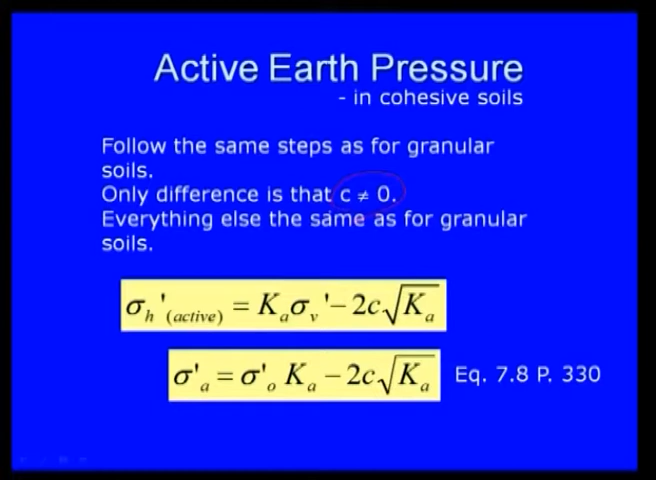 Active Earth Pressure
- in cohesive soils
Follow the same steps as for granular
soils.
Only difference is that c ≠ 0.
Everything else the same as for granular
soils.
σh'(active) = Kaσv'− 2c√Ka
σ'a = σ'o Ka − 2c√Ka
Eq. 7.8 P. 330